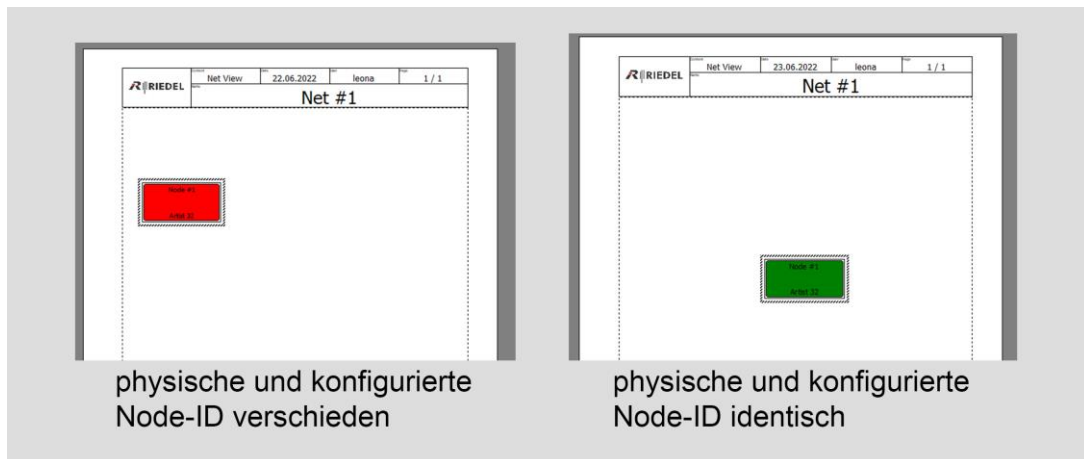 RIEDEL
Net View 22.06.2022 leona 1 / 1
Net #1
Node #1
Artist 32
physische und konfigurierte
Node-ID verschieden
RIEDEL
Net View 23.06.2022 leona 1 / 1
Net #1
Node #1
Artist 32
physische und konfigurierte
Node-ID identisch